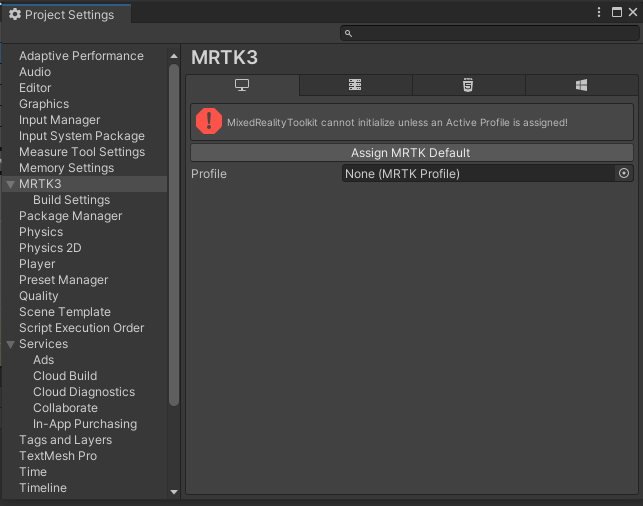 Project Settings
Adaptive Performance
Audio
Editor
Graphics
Input Manager
Input System Package
Measure Tool Settings
Memory Settings
MRTK3
Build Settings
Package Manager
Physics
Physics 2D
Player
Preset Manager
Quality
Scene Template
Script Execution Order
Services
Ads
Cloud Build
Cloud Diagnostics
Collaborate
In-App Purchasing
Tags and Layers
TextMesh Pro
Time
Timeline
MRTK3
MixedRealityToolkit cannot initialize unless an Active Profile is assigned!
Assign MRTK Default
Profile None (MRTK Profile)